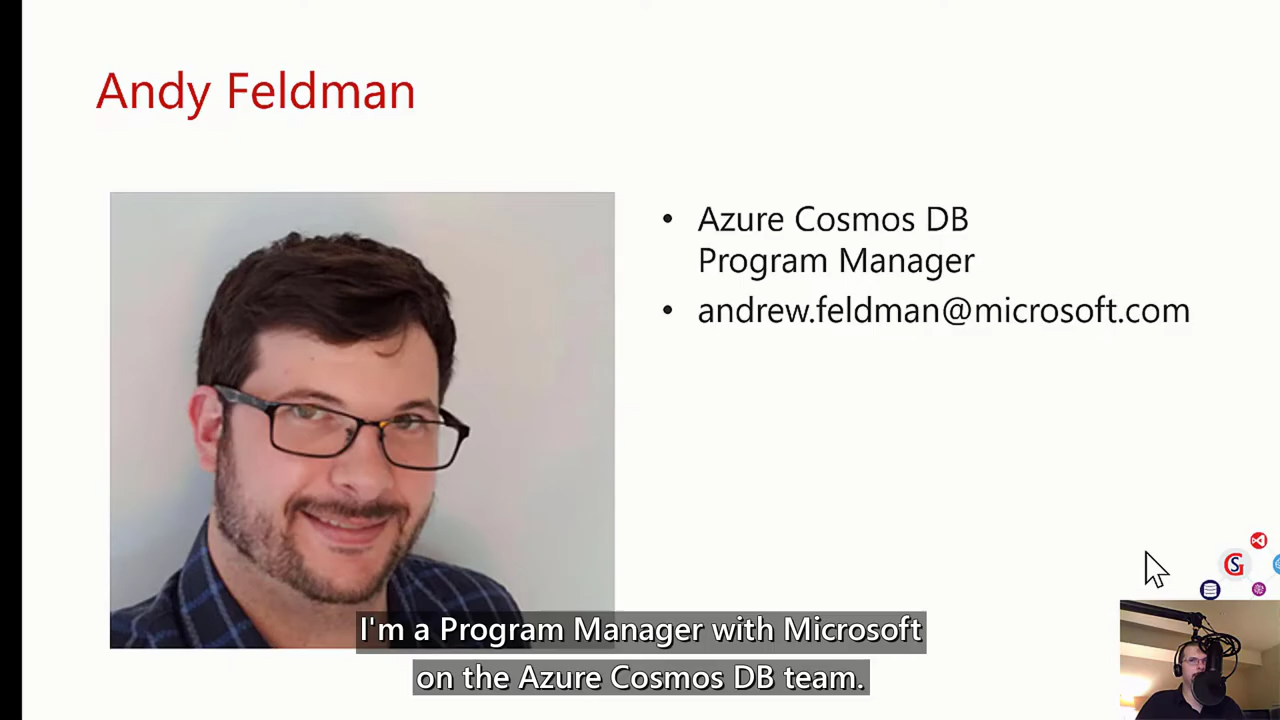 Andy Feldman
• Azure Cosmos DB
Program Manager
• andrew.feldman@microsoft.com
GS
I'm a Program Manager with Microsoft
on the Azure Cosmos DB team.